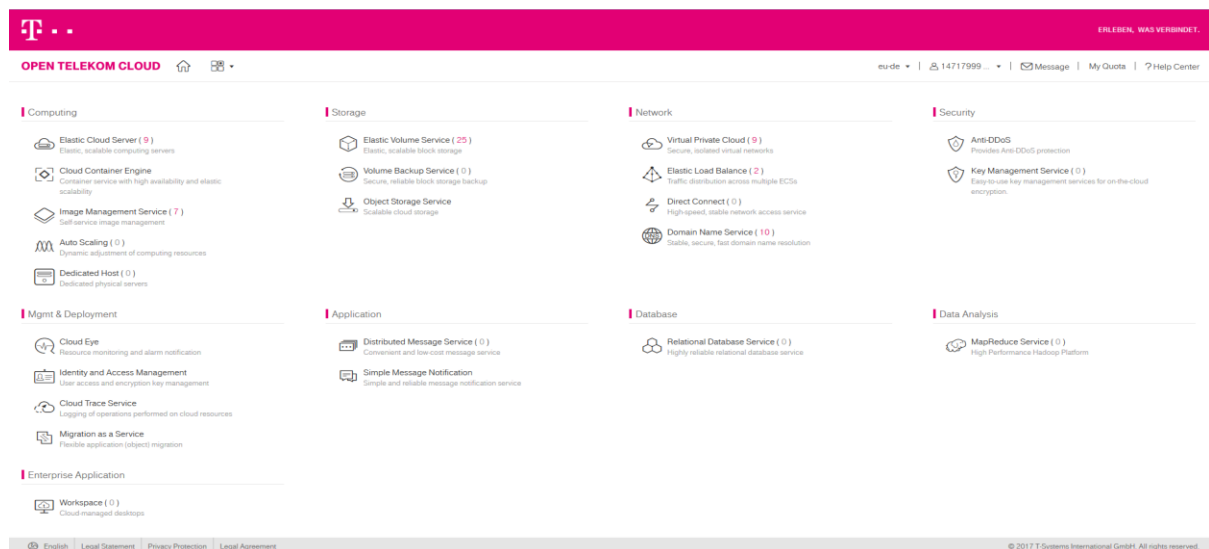 T
ERLEBEN, WAS VERBINDET.
OPEN TELEKOM CLOUD
eu-de | 14717999 ... | Message | My Quota | ? Help Center
Computing
Elastic Cloud Server ( 9 )
Elastic, scalable computing servers
Cloud Container Engine
Container service with high availability and elastic
scalability
Image Management Service ( 7 )
Self-service image management
Auto Scaling ( 0 )
Dynamic adjustment of computing resources
Dedicated Host ( 0 )
Dedicated physical servers
Storage
Elastic Volume Service ( 25 )
Elastic, scalable block storage
Volume Backup Service ( 0 )
Secure, reliable block storage backup
Object Storage Service
Scalable cloud storage
Network
Virtual Private Cloud ( 9 )
Secure, isolated virtual networks
Elastic Load Balance ( 2 )
Traffic distribution across multiple ECSs
Direct Connect ( 0 )
High-speed, stable network access service
DNS
Domain Name Service ( 10 )
Stable, secure, fast domain name resolution
Security
Anti-DDoS
Provides Anti-DDoS protection
Key Management Service ( 0 )
Easy-to-use key management services for on-the-cloud
encryption.
Mgmt & Deployment
Cloud Eye
Resource monitoring and alarm notification
Identity and Access Management
User access and encryption key management
Cloud Trace Service
Logging of operations performed on cloud resources
Migration as a Service
Flexible application (object) migration
Application
Distributed Message Service ( 0 )
Convenient and low-cost message service
Simple Message Notification
Simple and reliable message notification service
Database
Relational Database Service ( 0 )
Highly reliable relational database service
Data Analysis
MapReduce Service ( 0 )
High Performance Hadoop Platform
Enterprise Application
Workspace ( 0 )
Cloud-managed desktops
English | Legal Statement | Privacy Protection | Legal Agreement
© 2017 T-Systems International GmbH. All rights reserved.